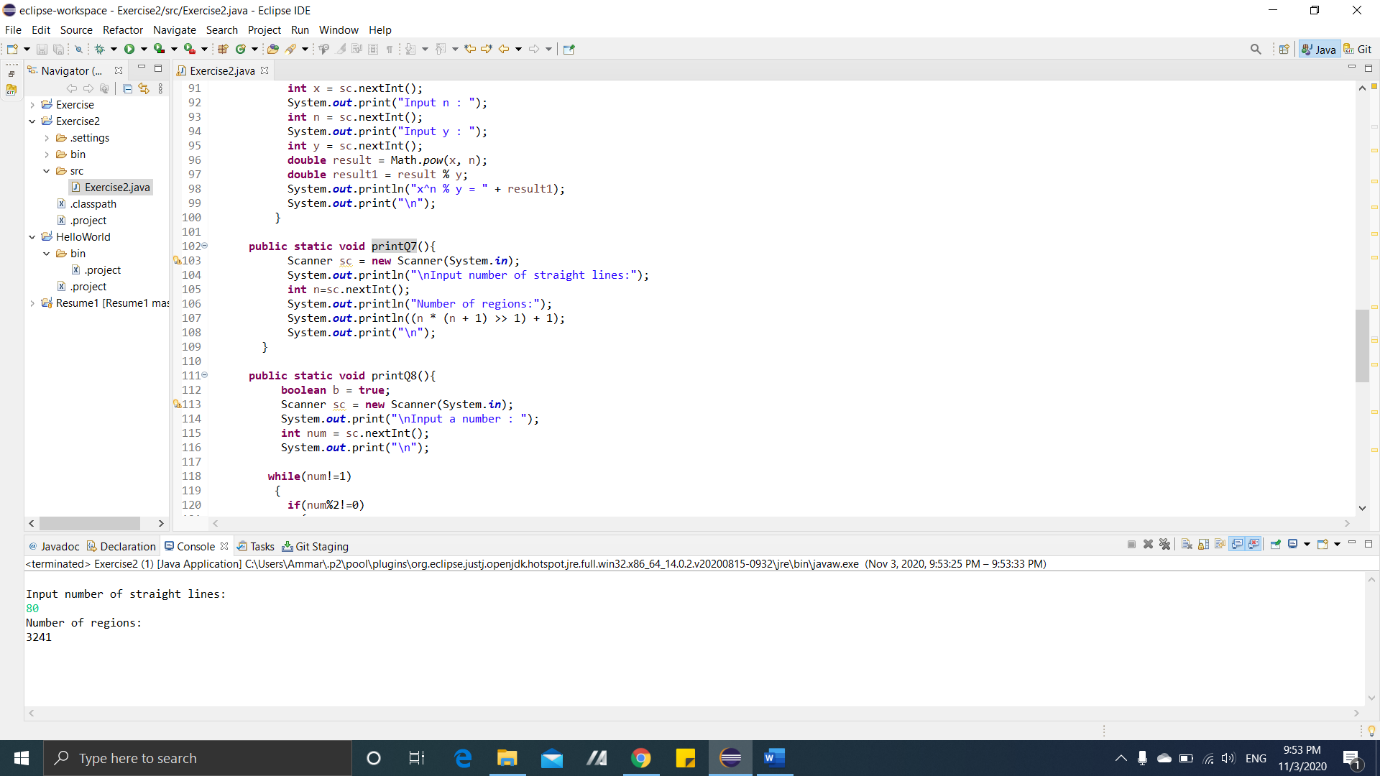 eclipse-workspace - Exercise2/src/Exercise2.java - Eclipse IDE
File Edit Source Refactor Navigate Search Project Run Window Help
Java Git
Navigator (...
Exercise2.java
Exercise
Exercise2
.settings
bin
src
Exercise2.java
.classpath
.project
HelloWorld
bin
.project
.project
Resume1 [Resume1 mas
91 int x = sc.nextInt();
92 System.out.print("Input n : ");
93 int n = sc.nextInt();
94 System.out.print("Input y : ");
95 int y = sc.nextInt();
96 double result = Math.pow(x, n);
97 double result1 = result % y;
98 System.out.println("x^n % y = " + result1);
99 System.out.print("\n");
100 }
101
102 public static void printQ7(){
103 Scanner sc = new Scanner(System.in);
104 System.out.println("\nInput number of straight lines:");
105 int n=sc.nextInt();
106 System.out.println("Number of regions:");
107 System.out.println((n * (n + 1) >> 1) + 1);
108 System.out.print("\n");
109 }
110
111 public static void printQ8(){
112 boolean b = true;
113 Scanner sc = new Scanner(System.in);
114 System.out.print("\nInput a number : ");
115 int num = sc.nextInt();
116 System.out.print("\n");
117
118 while(num!=1)
119 {
120 if(num%2!=0)
Javadoc Declaration Console Tasks Git Staging
<terminated> Exercise2 (1) [Java Application] C:\Users\Ammar\.p2\pool\plugins\org.eclipse.justj.openjdk.hotspot.jre.full.win32.x86_64_14.0.2.v20200815-0932\jre\bin\javaw.exe (Nov 3, 2020, 9:53:25 PM – 9:53:33 PM)
Input number of straight lines:
80
Number of regions:
3241
Type here to search
ENG
9:53 PM
11/3/2020
1